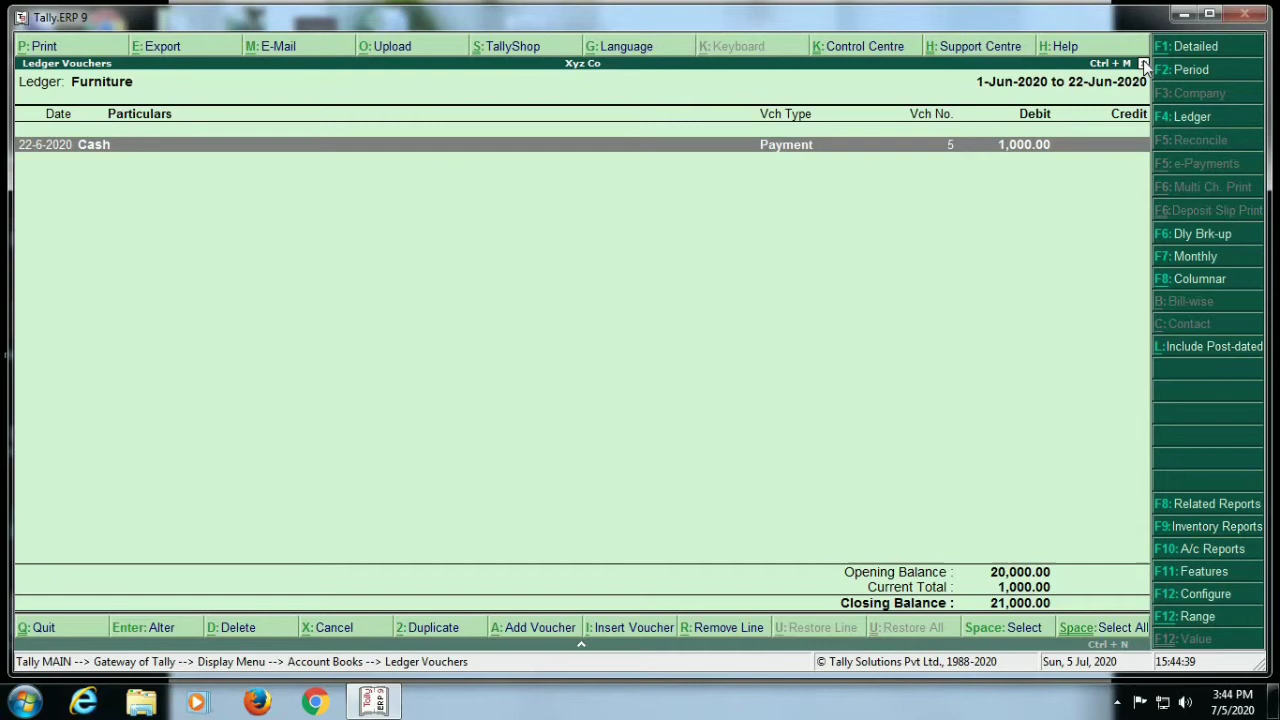 Tally.ERP 9
P: Print E: Export M: E-Mail O: Upload S: TallyShop G: Language K: Keyboard K: Control Centre H: Support Centre H: Help
Ledger Vouchers Xyz Co Ctrl + M
Ledger: Furniture 1-Jun-2020 to 22-Jun-2020
Date Particulars Vch Type Vch No. Debit Credit
22-6-2020 Cash Payment 5 1,000.00
Opening Balance : 20,000.00
Current Total : 1,000.00
Closing Balance : 21,000.00
Q: Quit Enter: Alter D: Delete X: Cancel 2: Duplicate A: Add Voucher I: Insert Voucher R: Remove Line U: Restore Line U: Restore All Space: Select Space: Select All
Ctrl + N
F1: Detailed
F2: Period
F3: Company
F4: Ledger
F5: Reconcile
F5: e-Payments
F6: Multi Ch. Print
F6: Deposit Slip Print
F6: Dly Brk-up
F7: Monthly
F8: Columnar
B: Bill-wise
C: Contact
L: Include Post-dated
F8: Related Reports
F9: Inventory Reports
F10: A/c Reports
F11: Features
F12: Configure
F12: Range
F12: Value
Tally MAIN --> Gateway of Tally --> Display Menu --> Account Books --> Ledger Vouchers © Tally Solutions Pvt Ltd., 1988-2020 Sun, 5 Jul, 2020 15:44:39
Tally
ERP 9
3:44 PM
7/5/2020